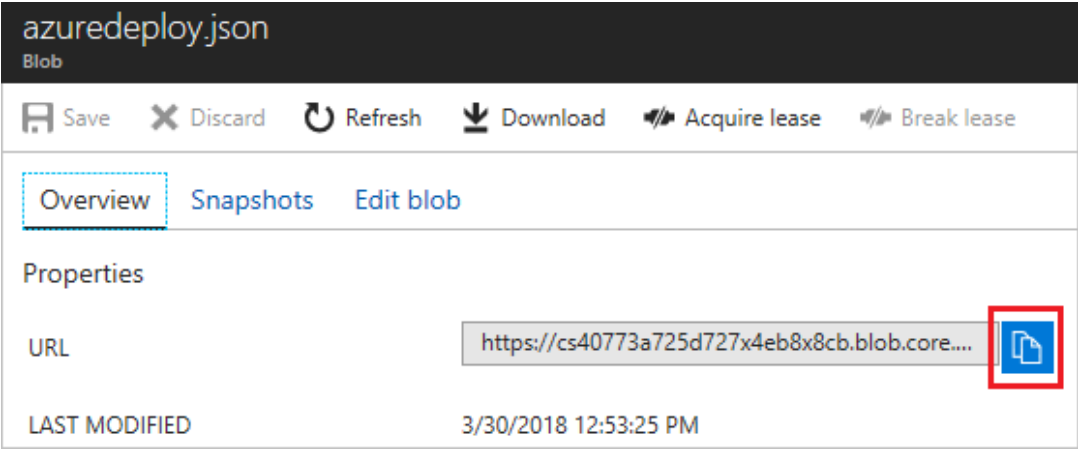 azuredeploy.json
Blob
Save Discard Refresh Download Acquire lease Break lease
Overview Snapshots Edit blob
Properties
URL https://cs40773a725d727x4eb8x8cb.blob.core....
LAST MODIFIED 3/30/2018 12:53:25 PM